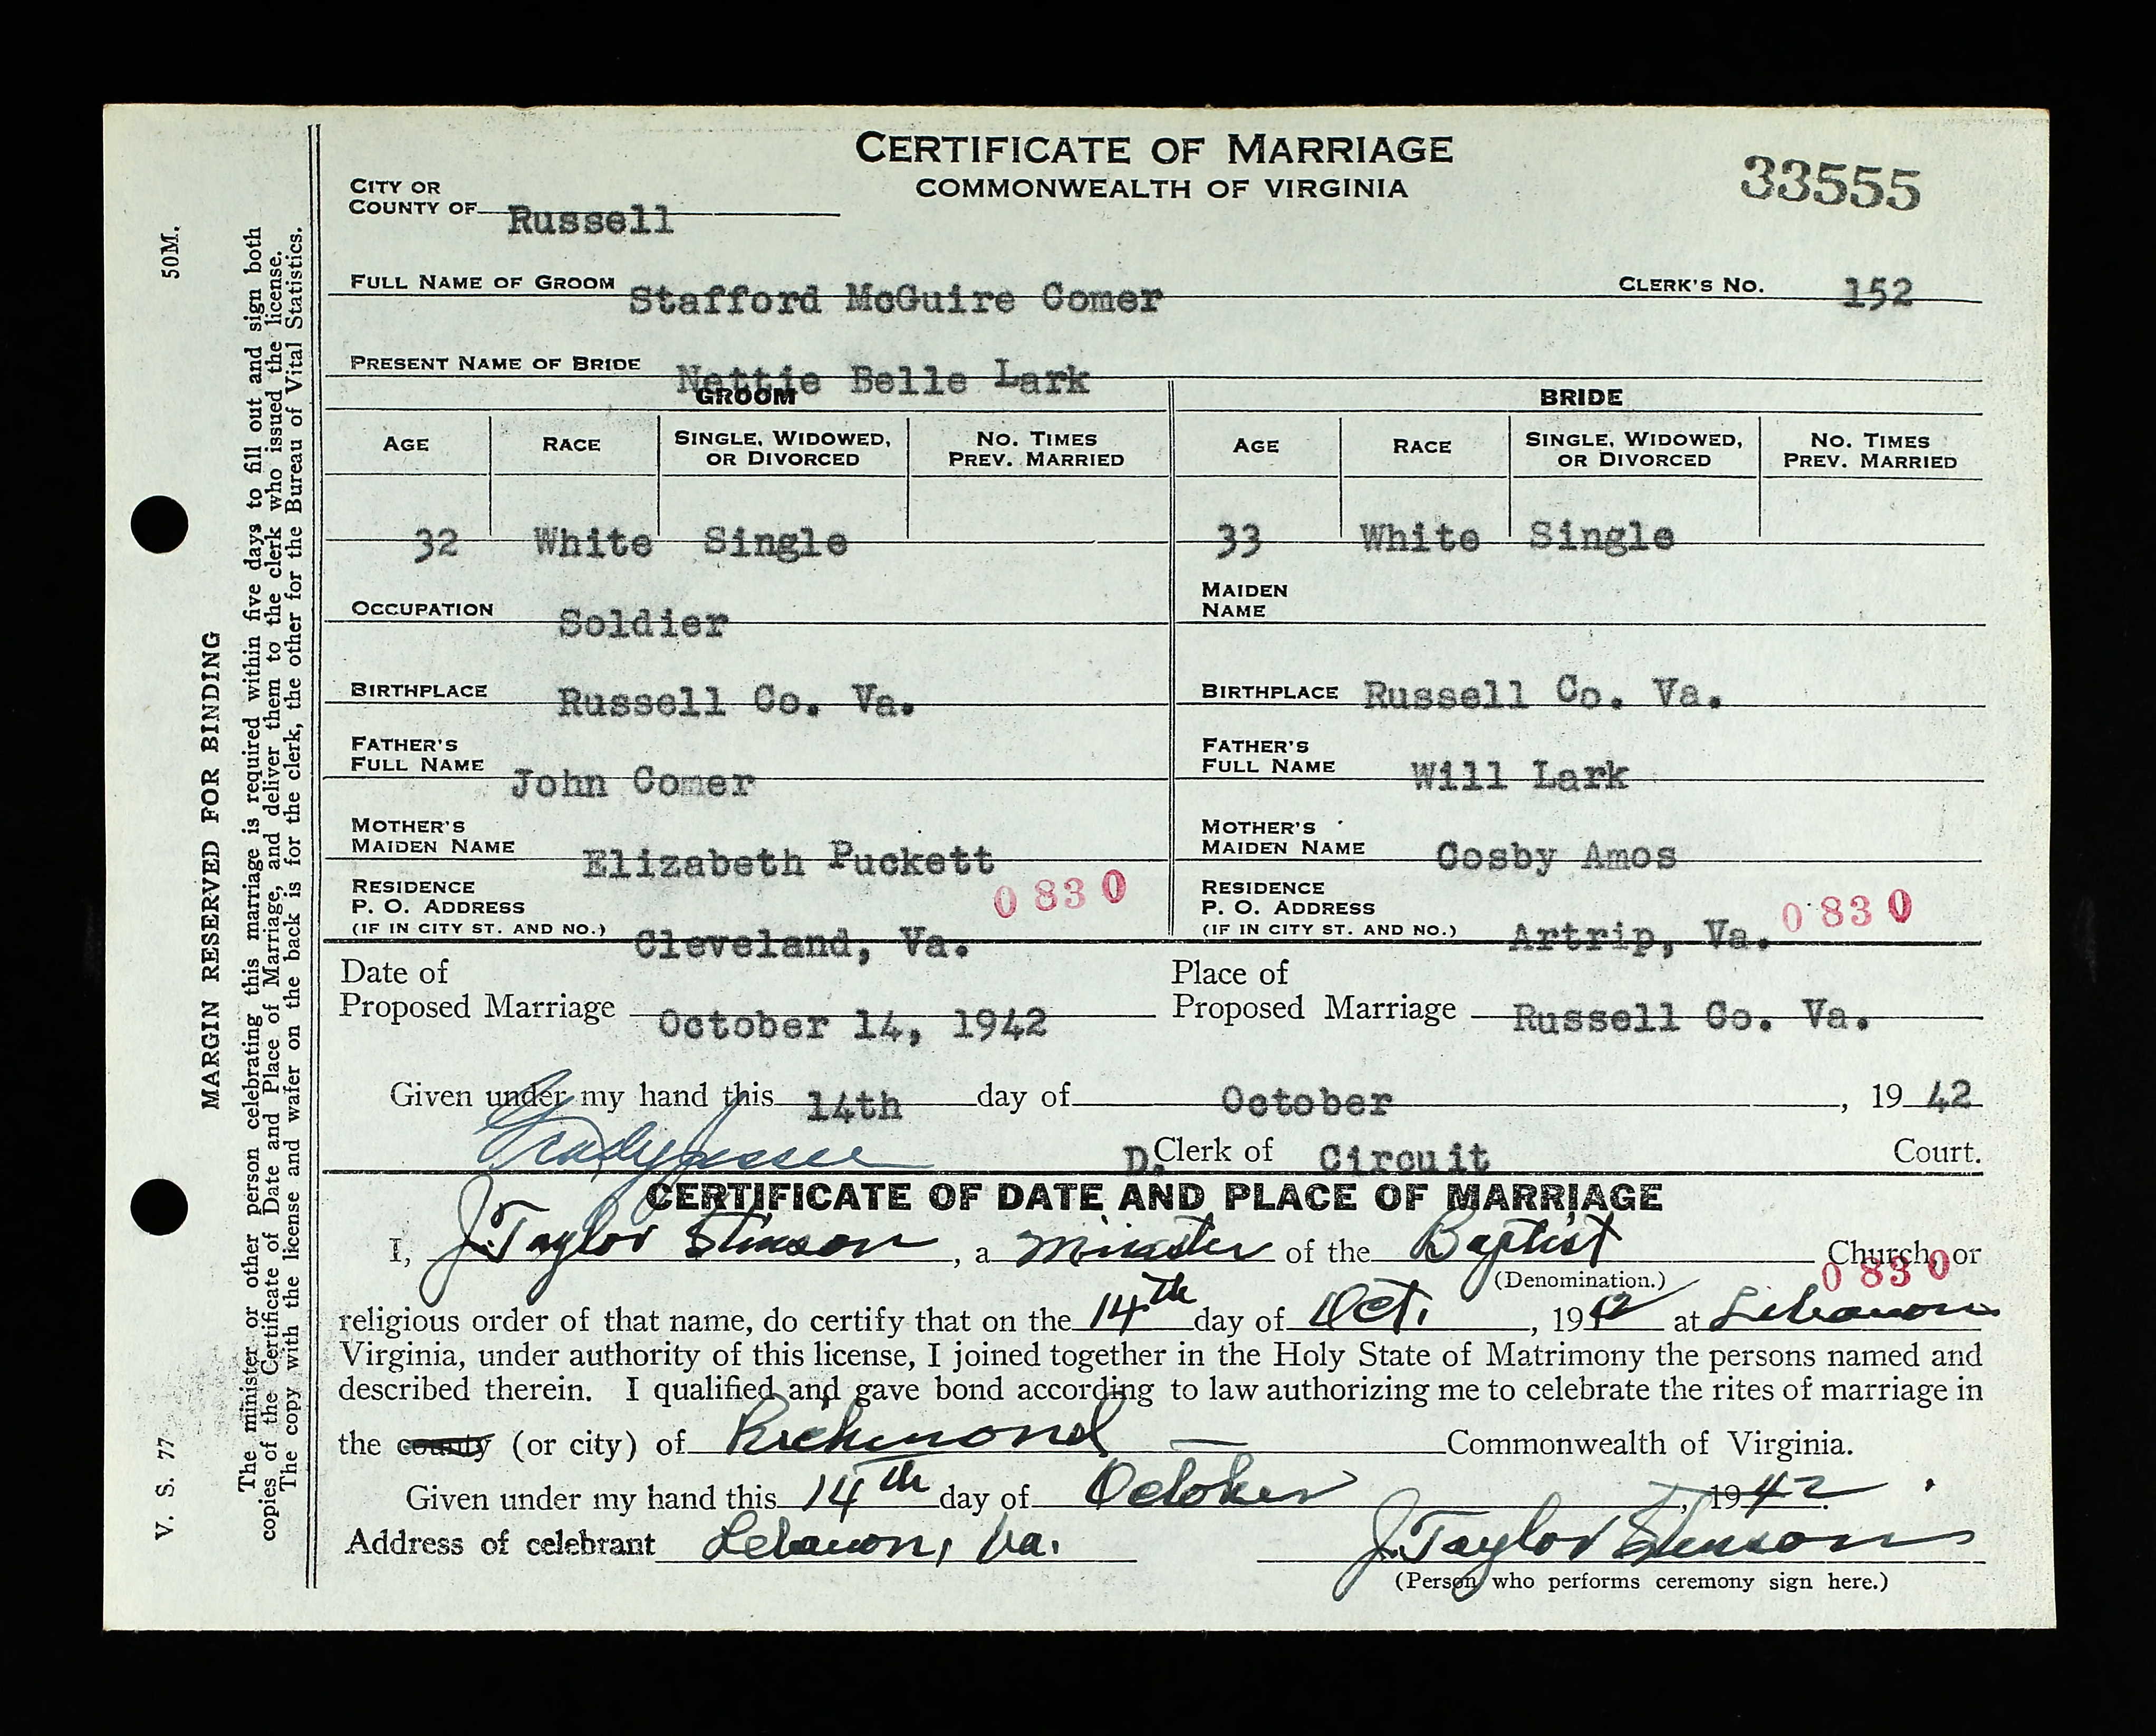 CERTIFICATE OF MARRIAGE
COMMONWEALTH OF VIRGINIA
33555
CITY OR
COUNTY OF Russell
FULL NAME OF GROOM Stafford McGuire Comer CLERK'S No. 152
PRESENT NAME OF BRIDE Nettie Belle Lark
GROOM BRIDE
AGE RACE SINGLE, WIDOWED, OR DIVORCED NO. TIMES PREV. MARRIED AGE RACE SINGLE, WIDOWED, OR DIVORCED NO. TIMES PREV. MARRIED
32 White Single 33 White Single
OCCUPATION Soldier MAIDEN NAME
BIRTHPLACE Russell Co. Va. BIRTHPLACE Russell Co. Va.
FATHER'S FULL NAME John Comer FATHER'S FULL NAME Will Lark
MOTHER'S MAIDEN NAME Elizabeth Puckett MOTHER'S MAIDEN NAME Cosby Amos
RESIDENCE P. O. ADDRESS (IF IN CITY ST. AND NO.) Cleveland, Va. 0830 RESIDENCE P. O. ADDRESS (IF IN CITY ST. AND NO.) Artrip, Va. 0830
Date of Proposed Marriage October 14, 1942 Place of Proposed Marriage Russell Co. Va.
Given under my hand this 14th day of October, 19 42
Grady Jessee D. Clerk of Circuit Court.
CERTIFICATE OF DATE AND PLACE OF MARRIAGE
I, J. Taylor Stinson, a Minister of the Baptist Church, or
(Denomination.) 0830
religious order of that name, do certify that on the 14th day of Oct., 1942 at Lebanon
Virginia, under authority of this license, I joined together in the Holy State of Matrimony the persons named and
described therein. I qualified and gave bond according to law authorizing me to celebrate the rites of marriage in
the county (or city) of Richmond — Commonwealth of Virginia.
Given under my hand this 14th day of October, 1942.
Address of celebrant Lebanon, Va. J. Taylor Stinson
(Person who performs ceremony sign here.)
V. S. 77 50M.
MARGIN RESERVED FOR BINDING
The minister or other person celebrating this marriage is required within five days to fill out and sign both
copies of the Certificate of Date and Place of Marriage, and deliver them to the clerk who issued the license.
The copy with the license and wafer on the back is for the clerk, the other for the Bureau of Vital Statistics.